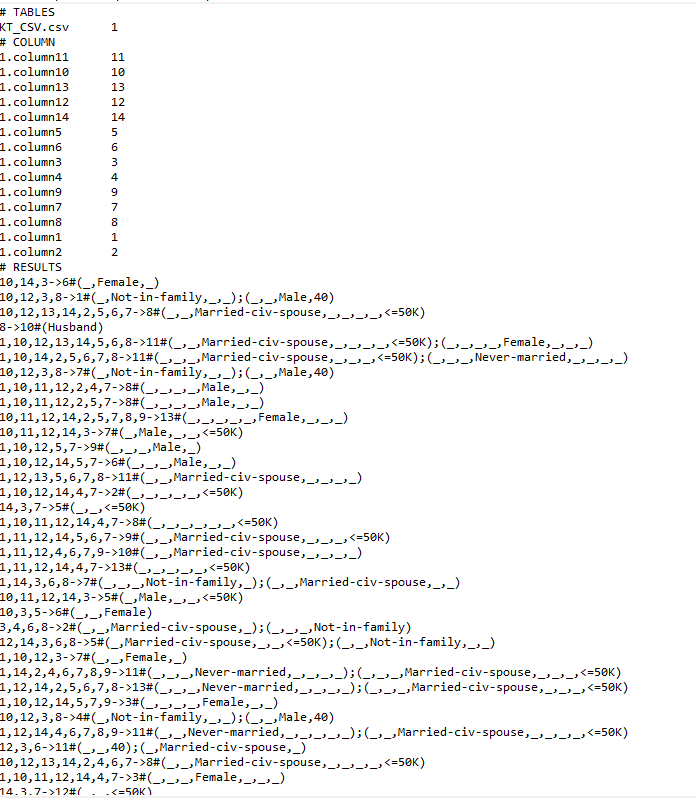 # TABLES
KT_CSV.csv 1
# COLUMN
1.column11 11
1.column10 10
1.column13 13
1.column12 12
1.column14 14
1.column5 5
1.column6 6
1.column3 3
1.column4 4
1.column9 9
1.column7 7
1.column8 8
1.column1 1
1.column2 2
# RESULTS
10,14,3->6#(_,Female,_)
10,12,3,8->1#(_,Not-in-family,_,_);(_,_,Male,40)
10,12,13,14,2,5,6,7->8#(_,_,Married-civ-spouse,_,_,_,_,<=50K)
8->10#(Husband)
1,10,12,13,14,5,6,8->11#(_,_,Married-civ-spouse,_,_,_,_,<=50K);(_,_,_,_,Female,_,_,_)
1,10,14,2,5,6,7,8->11#(_,_,Married-civ-spouse,_,_,_,_,<=50K);(_,_,_,Never-married,_,_,_,_)
10,12,3,8->7#(_,Not-in-family,_,_);(_,_,Male,40)
1,10,11,12,2,4,7->8#(_,_,_,_,Male,_,_)
1,10,11,12,2,5,7->8#(_,_,_,_,Male,_,_)
10,11,12,14,2,5,7,8,9->13#(_,_,_,_,_,Female,_,_,_)
10,11,12,14,3->7#(_,Male,_,_,<=50K)
1,10,12,5,7->9#(_,_,_,Male,_)
1,10,12,14,5,7->6#(_,_,_,Male,_,_)
1,12,13,5,6,7,8->11#(_,_,Married-civ-spouse,_,_,_,_)
1,10,12,14,4,7->2#(_,_,_,_,_,<=50K)
14,3,7->5#(_,_,<=50K)
1,10,11,12,14,4,7->8#(_,_,_,_,_,_,<=50K)
1,11,12,14,5,6,7->9#(_,_,Married-civ-spouse,_,_,_,<=50K)
1,11,12,4,6,7,9->10#(_,_,Married-civ-spouse,_,_,_,_)
1,11,12,14,4,7->13#(_,_,_,_,_,<=50K)
1,14,3,6,8->7#(_,_,_,Not-in-family,_);(_,_,Married-civ-spouse,_,_)
10,11,12,14,3->5#(_,Male,_,_,<=50K)
10,3,5->6#(_,_,Female)
3,4,6,8->2#(_,_,Married-civ-spouse,_);(_,_,_,Not-in-family)
12,14,3,6,8->5#(_,Married-civ-spouse,_,_,<=50K);(_,_,Not-in-family,_,_)
1,10,12,3->7#(_,_,Female,_)
1,14,2,4,6,7,8,9->11#(_,_,_,Never-married,_,_,_,_);(_,_,_,Married-civ-spouse,_,_,_,<=50K)
1,12,14,2,5,6,7,8->13#(_,_,_,Never-married,_,_,_,_);(_,_,_,Married-civ-spouse,_,_,_,<=50K)
1,10,12,14,5,7,9->3#(_,_,_,_,Female,_,_)
10,12,3,8->4#(_,Not-in-family,_,_);(_,_,Male,40)
1,12,14,4,6,7,8,9->11#(_,_,Never-married,_,_,_,_,_);(_,_,Married-civ-spouse,_,_,_,_,<=50K)
12,3,6->11#(_,_,40);(_,Married-civ-spouse,_)
10,12,13,14,2,4,6,7->8#(_,_,Married-civ-spouse,_,_,_,_,<=50K)
1,10,11,12,14,4,7->3#(_,_,_,Female,_,_,_)
14,3,7->12#(_,_,<=50K)